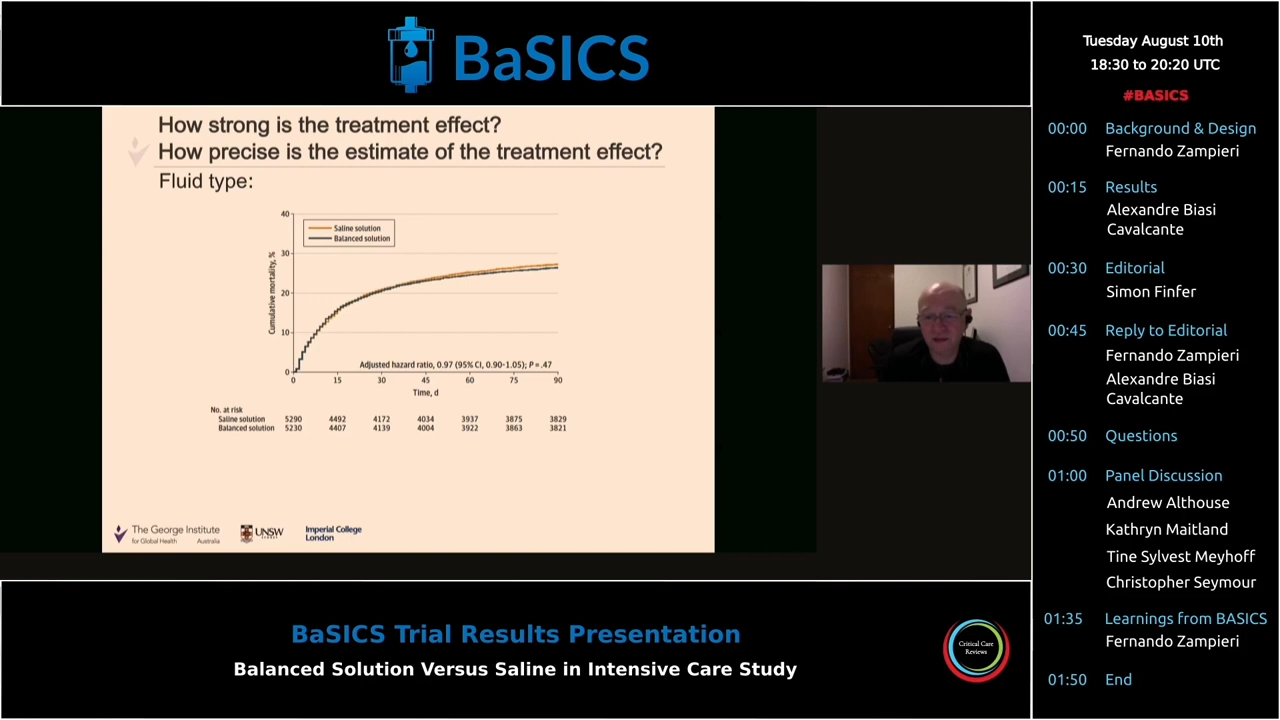 BaSICS
How strong is the treatment effect?
How precise is the estimate of the treatment effect?
Fluid type:
40
30
20
10
0
Cumulative mortality, %
Saline solution
Balanced solution
Adjusted hazard ratio, 0.97 (95% CI, 0.90-1.05); P = .47
0 15 30 45 60 75 90
Time, d
No. at risk
Saline solution 5290 4492 4172 4034 3937 3875 3829
Balanced solution 5230 4407 4139 4004 3922 3863 3821
The George Institute
for Global Health Australia
UNSW
SYDNEY
Imperial College
London
BaSICS Trial Results Presentation
Balanced Solution Versus Saline in Intensive Care Study
Critical Care
Reviews
Tuesday August 10th
18:30 to 20:20 UTC
#BASICS
00:00 Background & Design
Fernando Zampieri
00:15 Results
Alexandre Biasi
Cavalcante
00:30 Editorial
Simon Finfer
00:45 Reply to Editorial
Fernando Zampieri
Alexandre Biasi
Cavalcante
00:50 Questions
01:00 Panel Discussion
Andrew Althouse
Kathryn Maitland
Tine Sylvest Meyhoff
Christopher Seymour
01:35 Learnings from BASICS
Fernando Zampieri
01:50 End